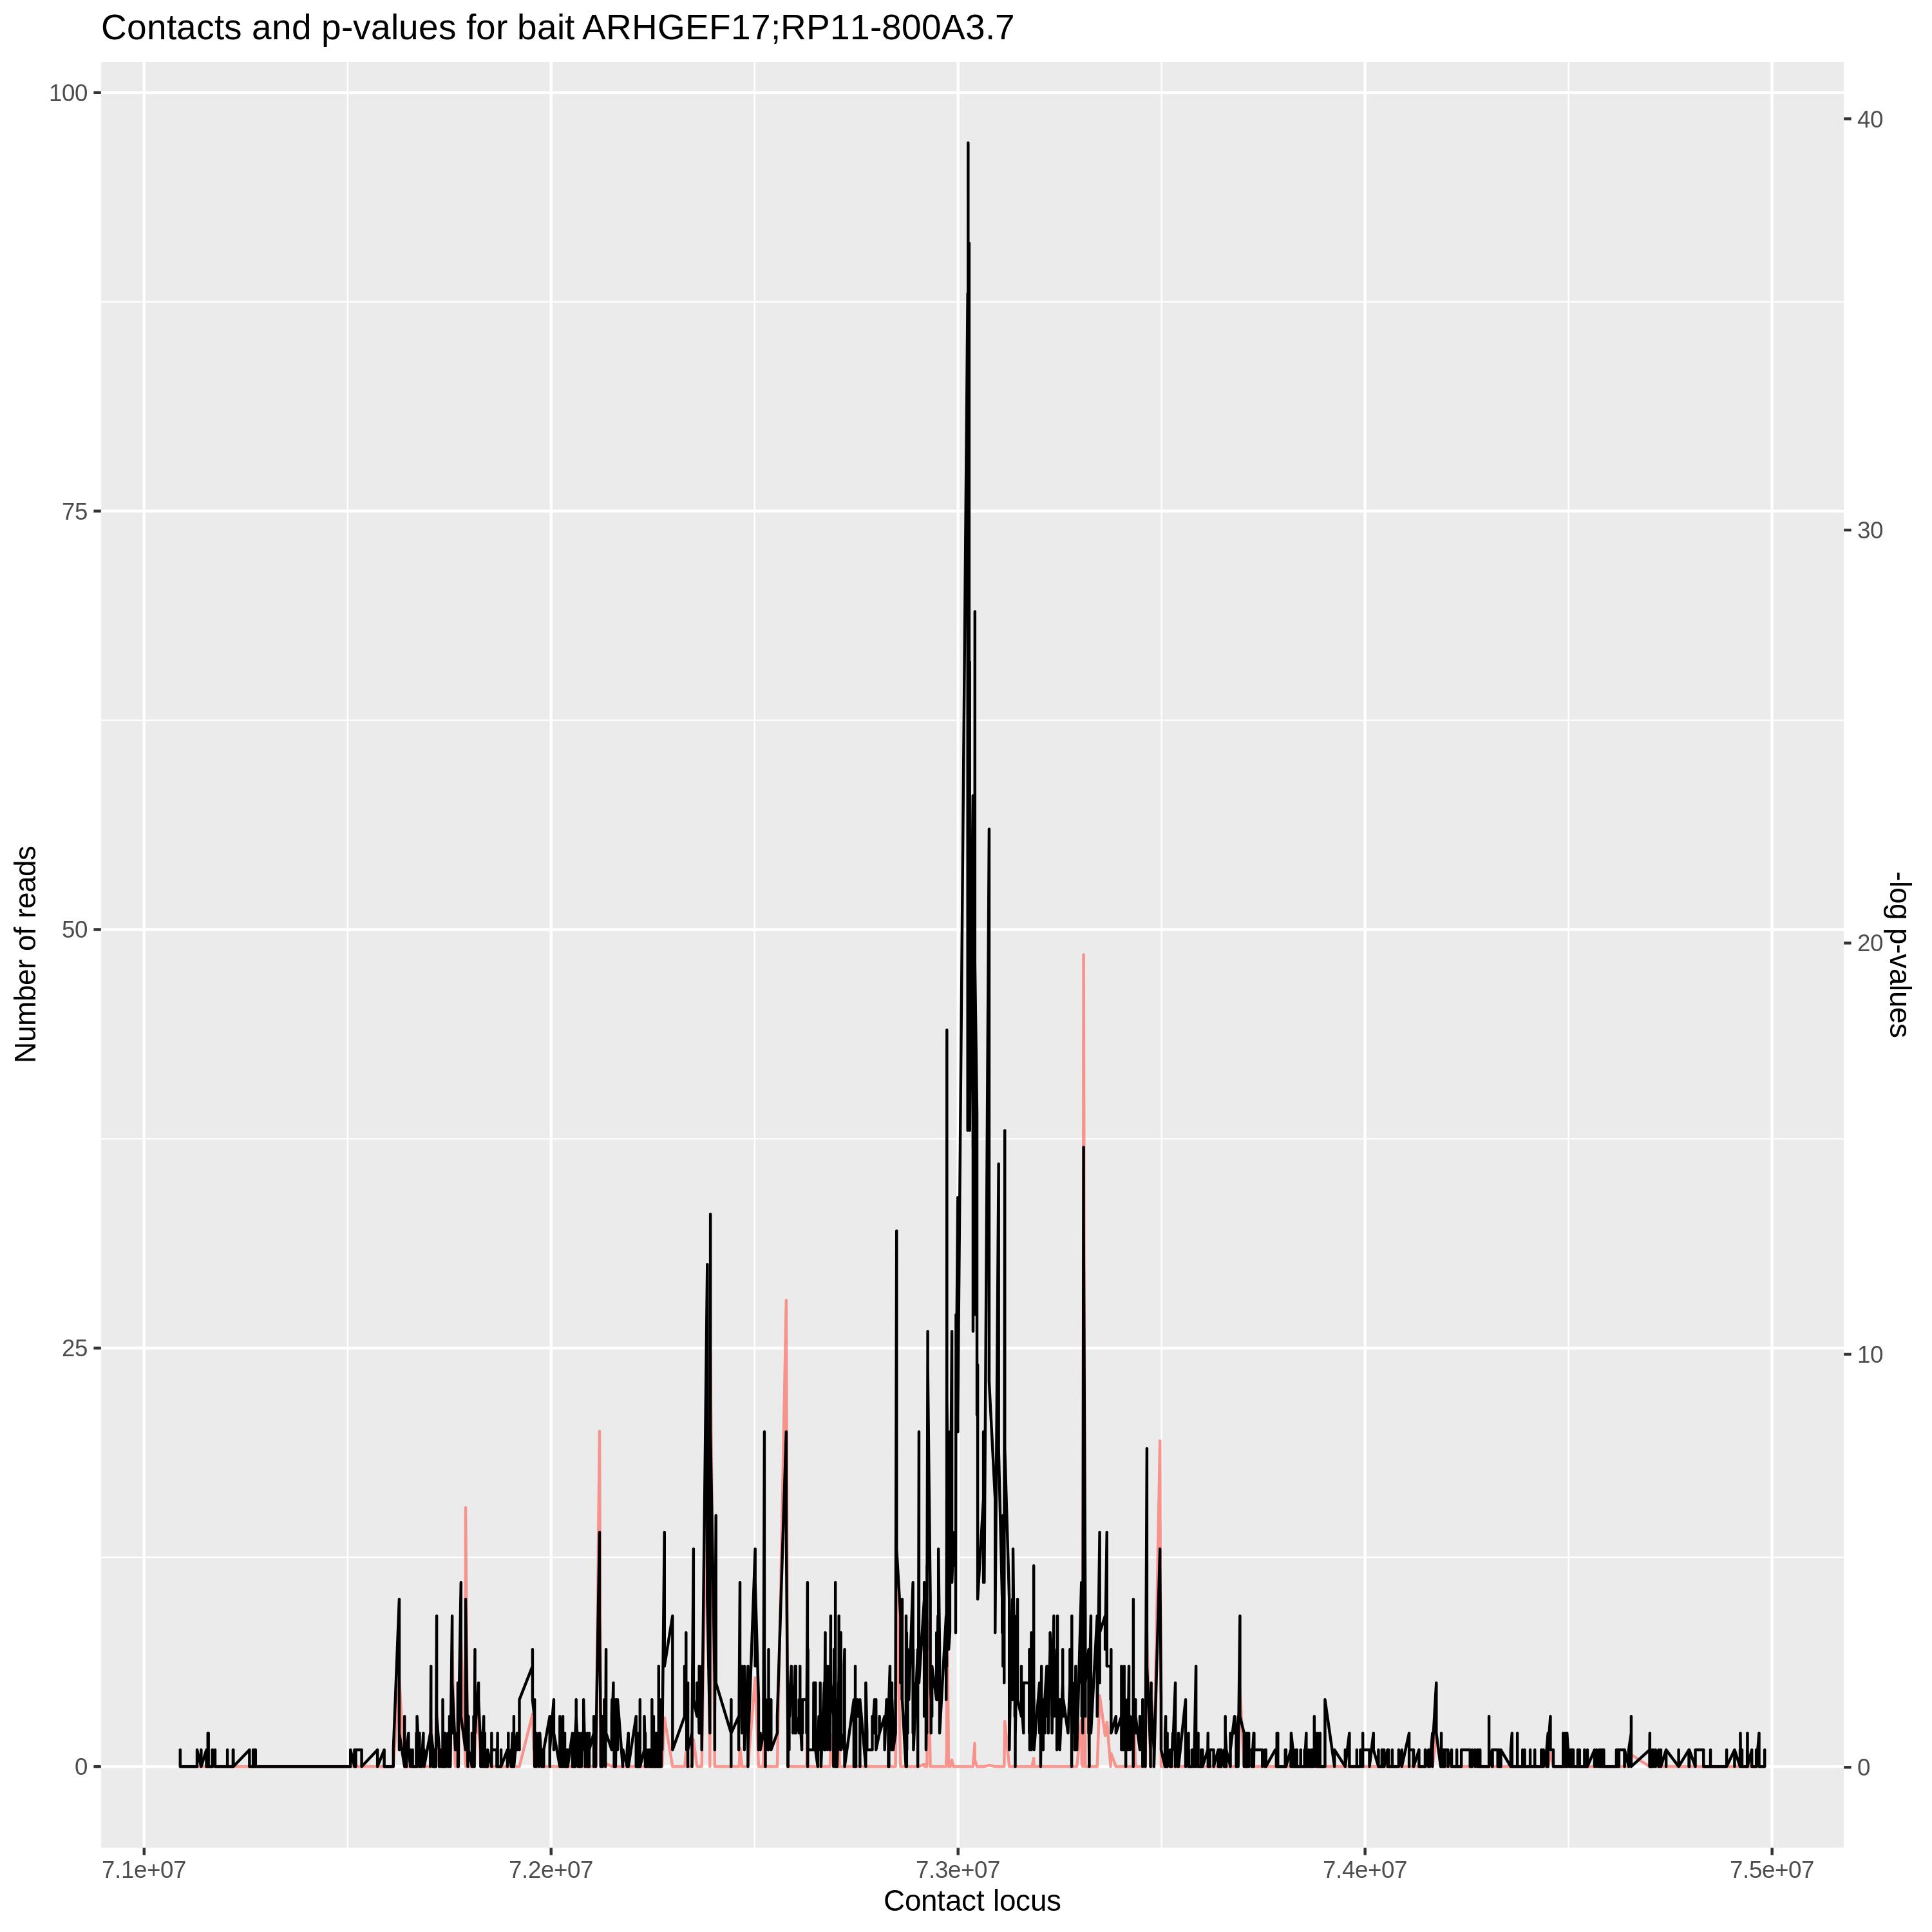 Contacts and p-values for bait ARHGEF17;RP11-800A3.7
100
75
50
25
0
Number of reads
40
30
20
10
0
-log p-values
7.1e+07
7.2e+07
7.3e+07
7.4e+07
7.5e+07
Contact locus